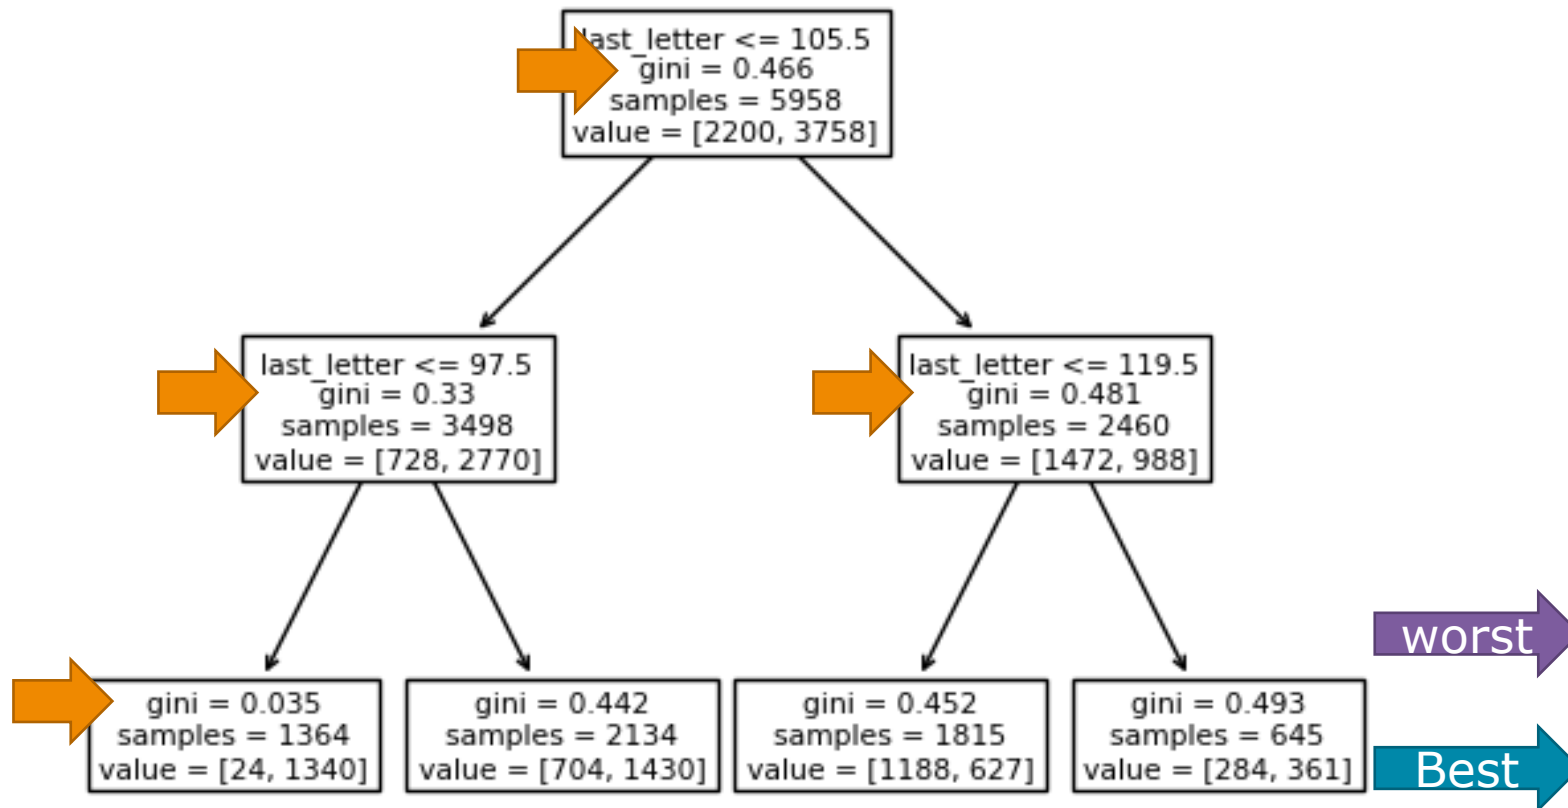 last_letter <= 105.5
gini = 0.466
samples = 5958
value = [2200, 3758]
last_letter <= 97.5
gini = 0.33
samples = 3498
value = [728, 2770]
last_letter <= 119.5
gini = 0.481
samples = 2460
value = [1472, 988]
gini = 0.035
samples = 1364
value = [24, 1340]
gini = 0.442
samples = 2134
value = [704, 1430]
gini = 0.452
samples = 1815
value = [1188, 627]
gini = 0.493
samples = 645
value = [284, 361]
worst
Best